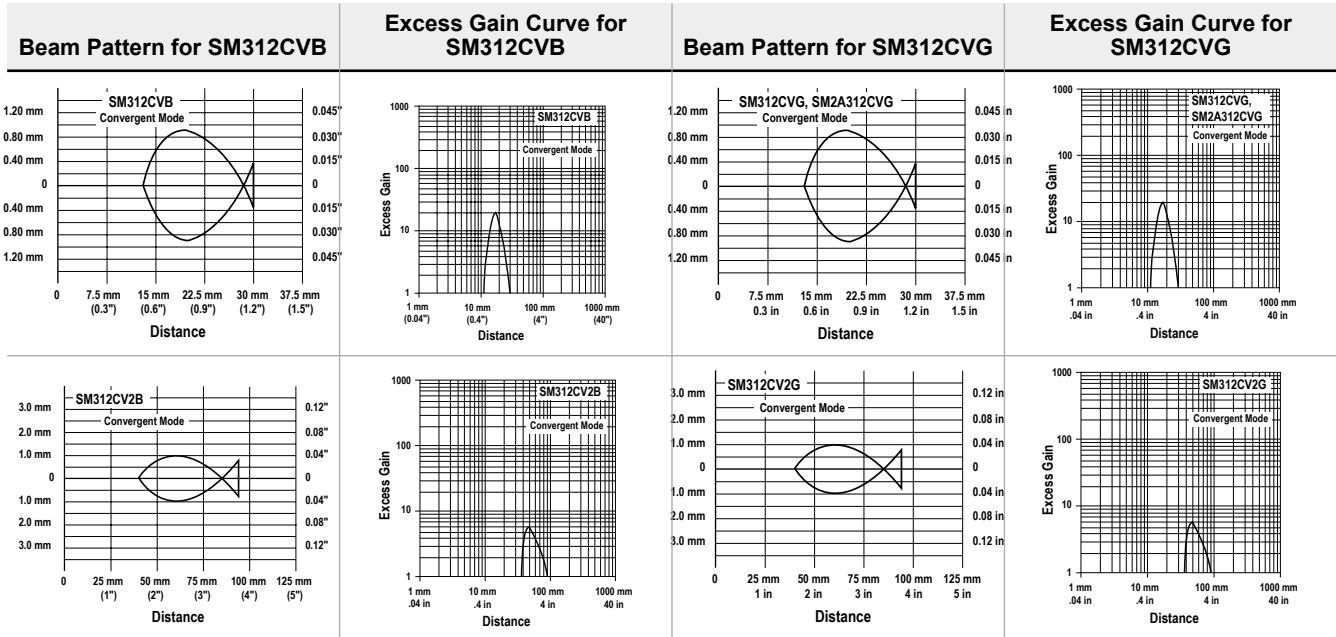 Beam Pattern for SM312CVB
Excess Gain Curve for
SM312CVB
Beam Pattern for SM312CVG
Excess Gain Curve for
SM312CVG
SM312CVB
Convergent Mode
1.20 mm
0.80 mm
0.40 mm
0
0.40 mm
0.80 mm
1.20 mm
0.045"
0.030"
0.015"
0
0.015"
0.030"
0.045"
0 7.5 mm 15 mm 22.5 mm 30 mm 37.5 mm
(0.3") (0.6") (0.9") (1.2") (1.5")
Distance
SM312CVB
Convergent Mode
Excess Gain
1000
100
10
1
1 mm 10 mm 100 mm 1000 mm
(0.04") (0.4") (4") (40")
Distance
SM312CVG, SM2A312CVG
Convergent Mode
1.20 mm
0.80 mm
0.40 mm
0
0.40 mm
0.80 mm
1.20 mm
0.045 in
0.030 in
0.015 in
0
0.015 in
0.030 in
0.045 in
0 7.5 mm 15 mm 22.5 mm 30 mm 37.5 mm
0.3 in 0.6 in 0.9 in 1.2 in 1.5 in
Distance
SM312CVG,
SM2A312CVG
Convergent Mode
Excess Gain
1000
100
10
1
1 mm 10 mm 100 mm 1000 mm
.04 in .4 in 4 in 40 in
Distance
SM312CV2B
Convergent Mode
3.0 mm
2.0 mm
1.0 mm
0
1.0 mm
2.0 mm
3.0 mm
0.12"
0.08"
0.04"
0
0.04"
0.08"
0.12"
0 25 mm 50 mm 75 mm 100 mm 125 mm
(1") (2") (3") (4") (5")
Distance
SM312CV2B
Convergent Mode
Excess Gain
1000
100
10
1
1 mm 10 mm 100 mm 1000 mm
.04 in .4 in 4 in 40 in
Distance
SM312CV2G
Convergent Mode
3.0 mm
2.0 mm
1.0 mm
0
1.0 mm
2.0 mm
3.0 mm
0.12 in
0.08 in
0.04 in
0
0.04 in
0.08 in
0.12 in
0 25 mm 50 mm 75 mm 100 mm 125 mm
1 in 2 in 3 in 4 in 5 in
Distance
SM312CV2G
Convergent Mode
Excess Gain
1000
100
10
1
1 mm 10 mm 100 mm 1000 mm
.04 in .4 in 4 in 40 in
Distance